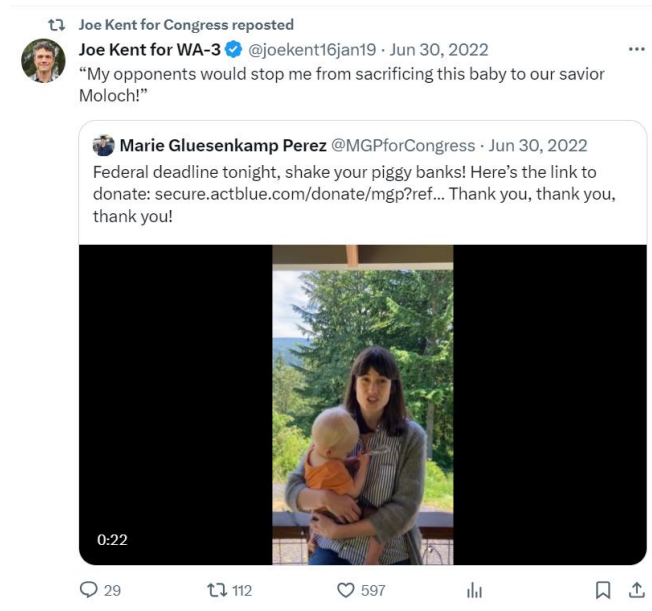 Joe Kent for Congress reposted
Joe Kent for WA-3 @joekent16jan19 · Jun 30, 2022
“My opponents would stop me from sacrificing this baby to our savior
Moloch!”
Marie Gluesenkamp Perez @MGPforCongress · Jun 30, 2022
Federal deadline tonight, shake your piggy banks! Here’s the link to
donate: secure.actblue.com/donate/mgp?ref... Thank you, thank you,
thank you!
0:22
29 112 597